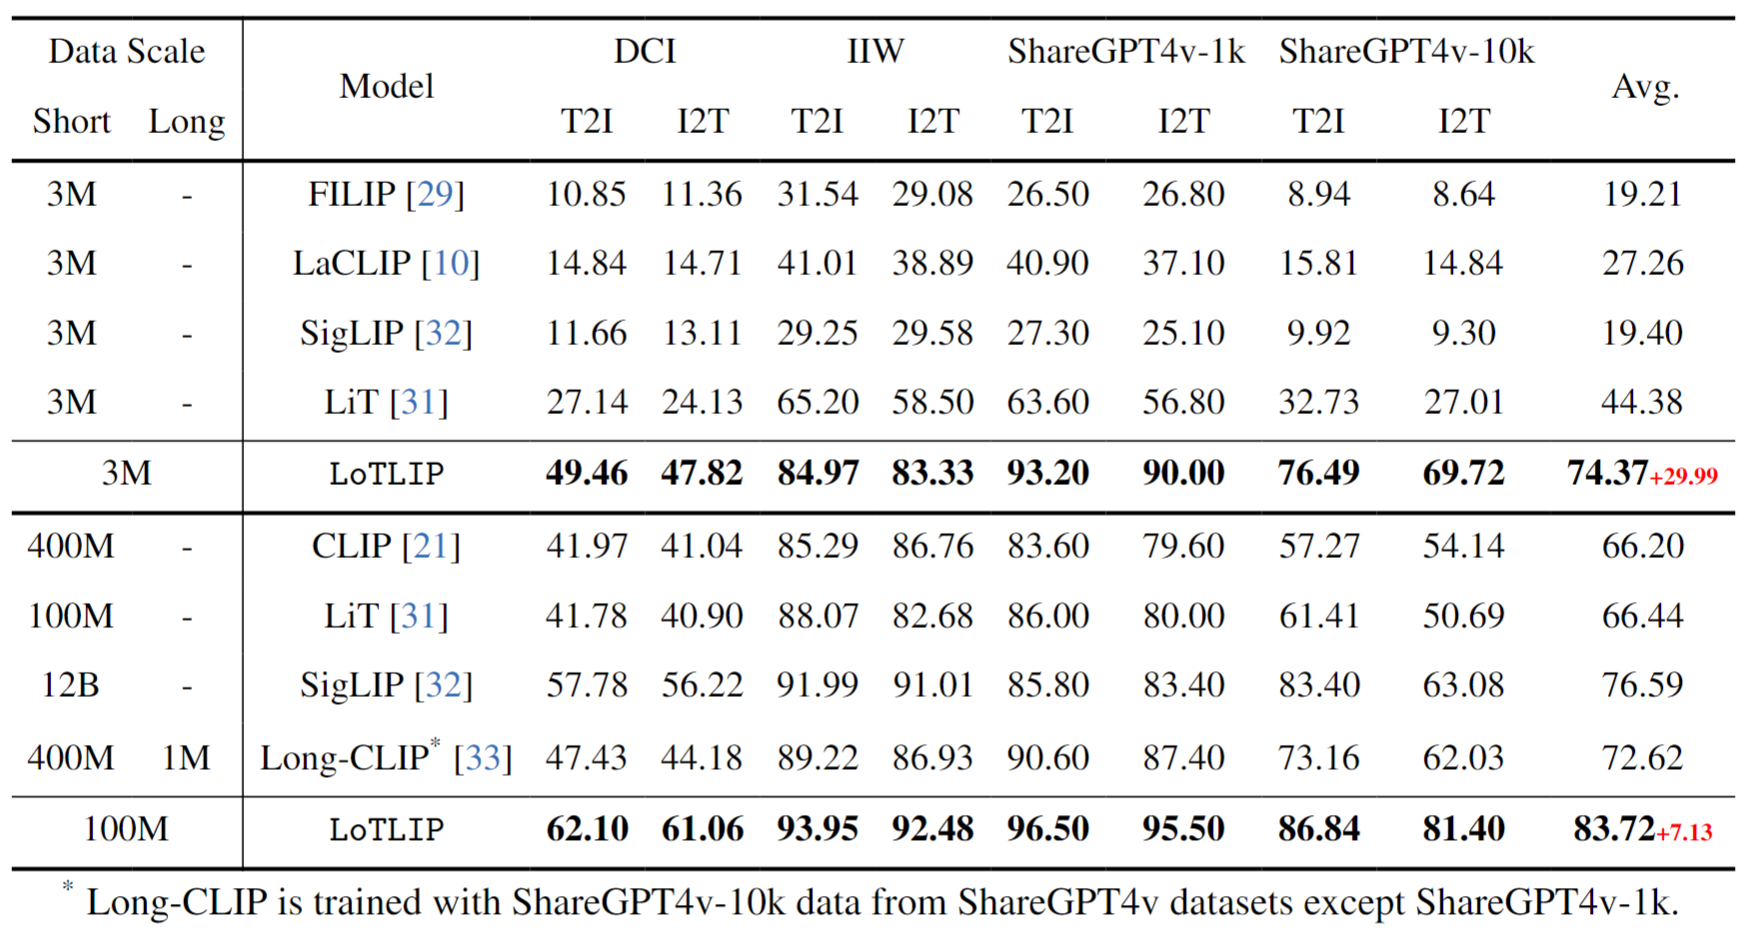 Data Scale Model DCI IIW ShareGPT4v-1k ShareGPT4v-10k Avg.
Short Long T2I I2T T2I I2T T2I I2T T2I I2T
3M - FILIP [29] 10.85 11.36 31.54 29.08 26.50 26.80 8.94 8.64 19.21
3M - LaCLIP [10] 14.84 14.71 41.01 38.89 40.90 37.10 15.81 14.84 27.26
3M - SigLIP [32] 11.66 13.11 29.25 29.58 27.30 25.10 9.92 9.30 19.40
3M - LiT [31] 27.14 24.13 65.20 58.50 63.60 56.80 32.73 27.01 44.38
3M LoTLIP 49.46 47.82 84.97 83.33 93.20 90.00 76.49 69.72 74.37+29.99
400M - CLIP [21] 41.97 41.04 85.29 86.76 83.60 79.60 57.27 54.14 66.20
100M - LiT [31] 41.78 40.90 88.07 82.68 86.00 80.00 61.41 50.69 66.44
12B - SigLIP [32] 57.78 56.22 91.99 91.01 85.80 83.40 83.40 63.08 76.59
400M 1M Long-CLIP* [33] 47.43 44.18 89.22 86.93 90.60 87.40 73.16 62.03 72.62
100M LoTLIP 62.10 61.06 93.95 92.48 96.50 95.50 86.84 81.40 83.72+7.13
* Long-CLIP is trained with ShareGPT4v-10k data from ShareGPT4v datasets except ShareGPT4v-1k.